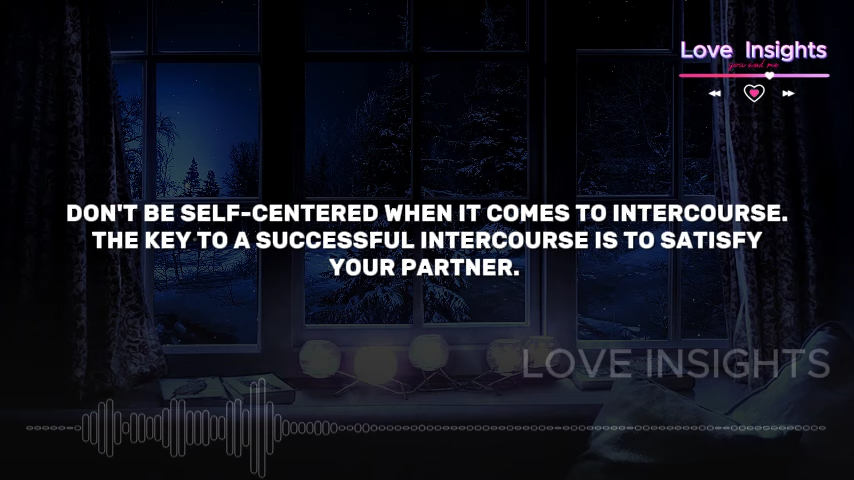 Love Insights
you and me
DON'T BE SELF-CENTERED WHEN IT COMES TO INTERCOURSE.
THE KEY TO A SUCCESSFUL INTERCOURSE IS TO SATISFY
YOUR PARTNER.
LOVE INSIGHTS